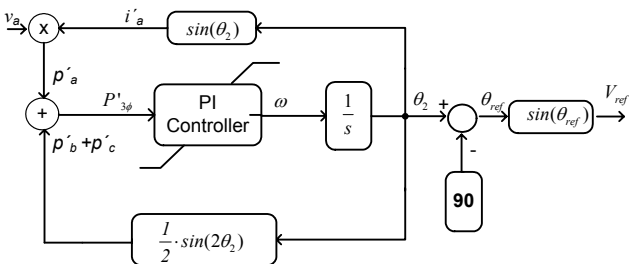 v_a
x
i´_a
sin(θ_2)
p´_a
+
P'_{3ϕ}
PI
Controller
ω
1/s
θ_2
+
-
θ_ref
sin(θ_ref)
V_ref
90
p´_b +p´_c
1/2 · sin(2θ_2)